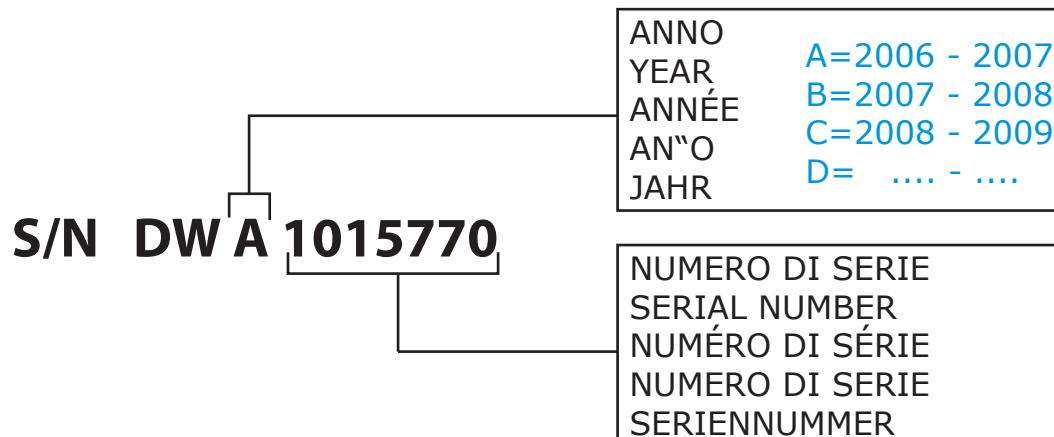 ANNO
YEAR
ANNÉE
AN‟O
JAHR
A=2006 - 2007
B=2007 - 2008
C=2008 - 2009
D= .... - ....
S/N DW A 1015770
NUMERO DI SERIE
SERIAL NUMBER
NUMÉRO DI SÉRIE
NUMERO DI SERIE
SERIENNUMMER